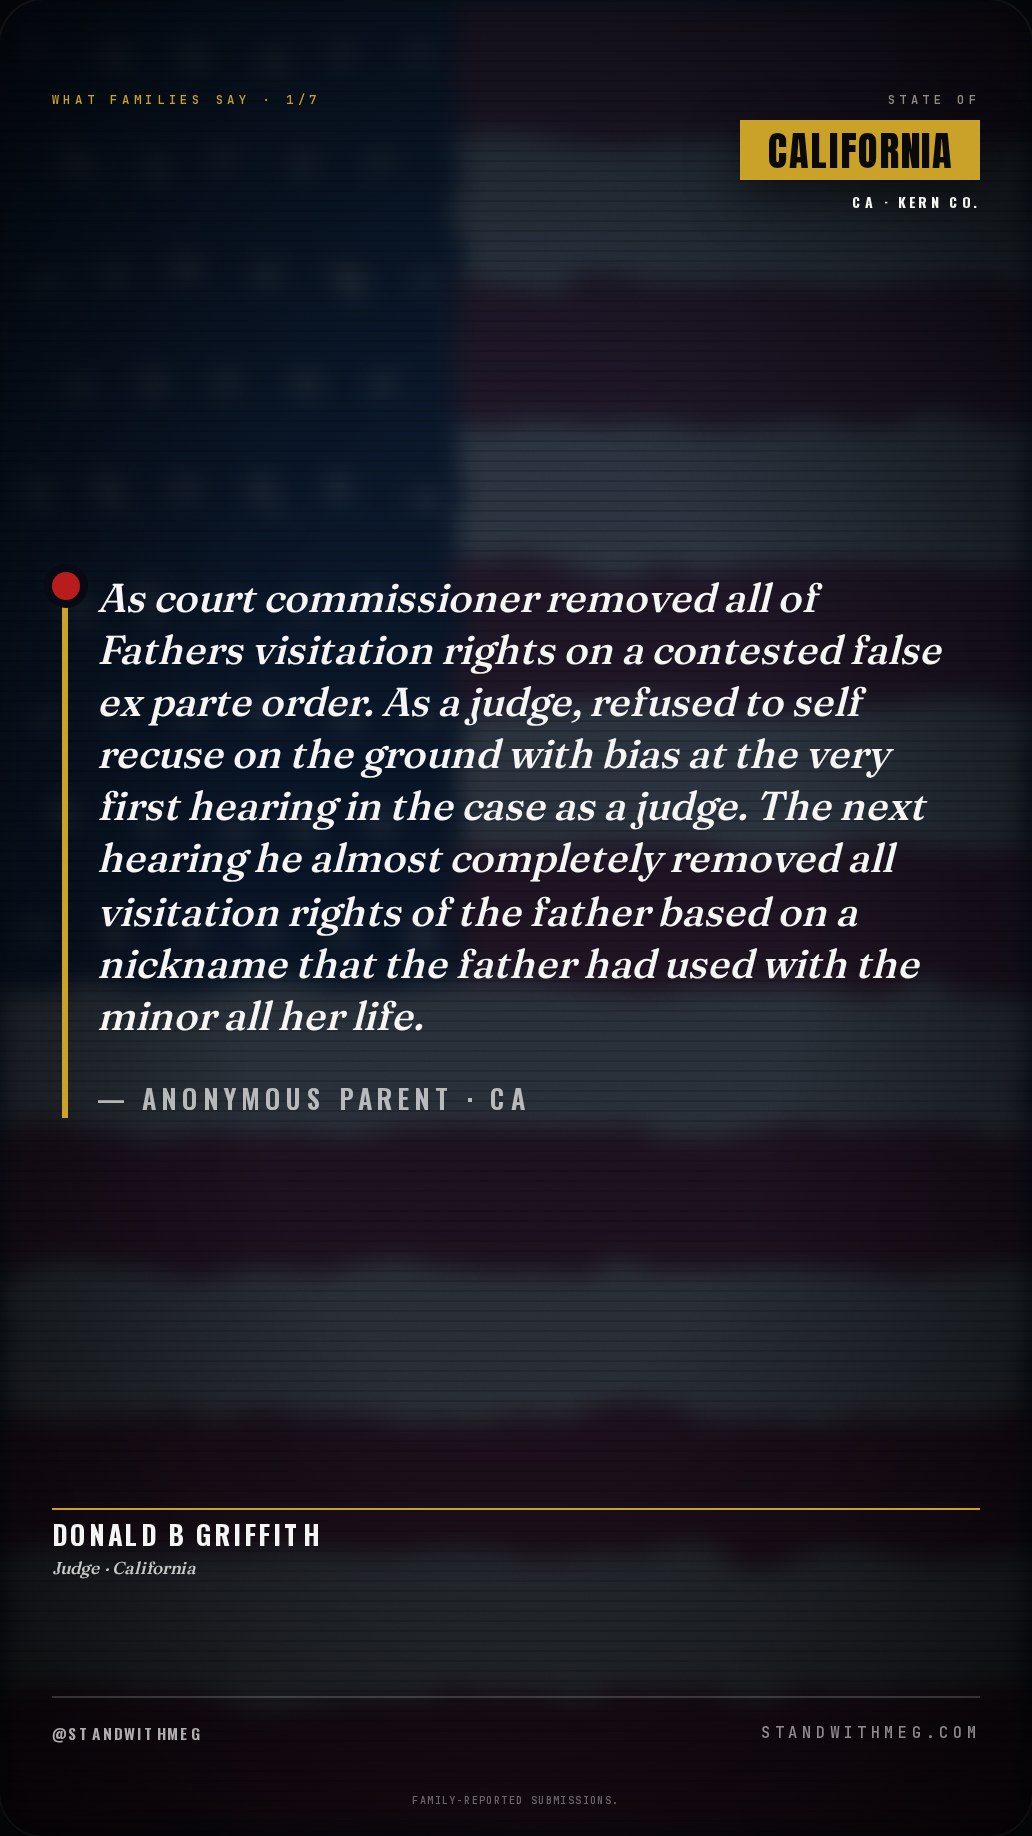 WHAT FAMILIES SAY · 1/7
STATE OF
CALIFORNIA
CA · KERN CO.
As court commissioner removed all of
Fathers visitation rights on a contested false
ex parte order. As a judge, refused to self
recuse on the ground with bias at the very
first hearing in the case as a judge. The next
hearing he almost completely removed all
visitation rights of the father based on a
nickname that the father had used with the
minor all her life.
— ANONYMOUS PARENT · CA
DONALD B GRIFFITH
Judge · California
@STANDWITHMEG
STANDWITHMEG.COM
FAMILY-REPORTED SUBMISSIONS.